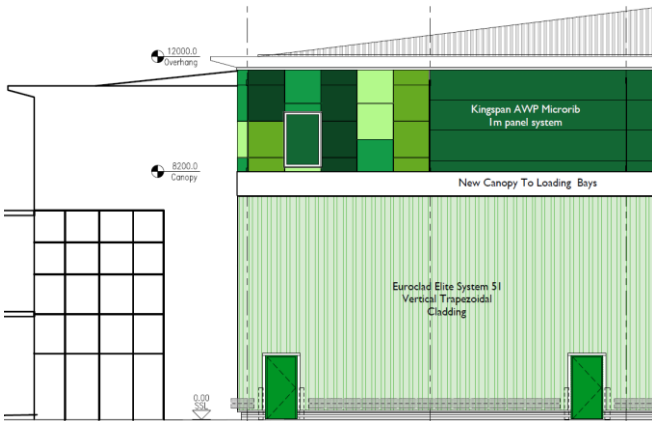 12000.0
Overhang
Kingspan AWP Microrib
1m panel system
8200.0
Canopy
New Canopy To Loading Bays
Euroclad Elite System 51
Vertical Trapezoidal
Cladding
0.00
SSL